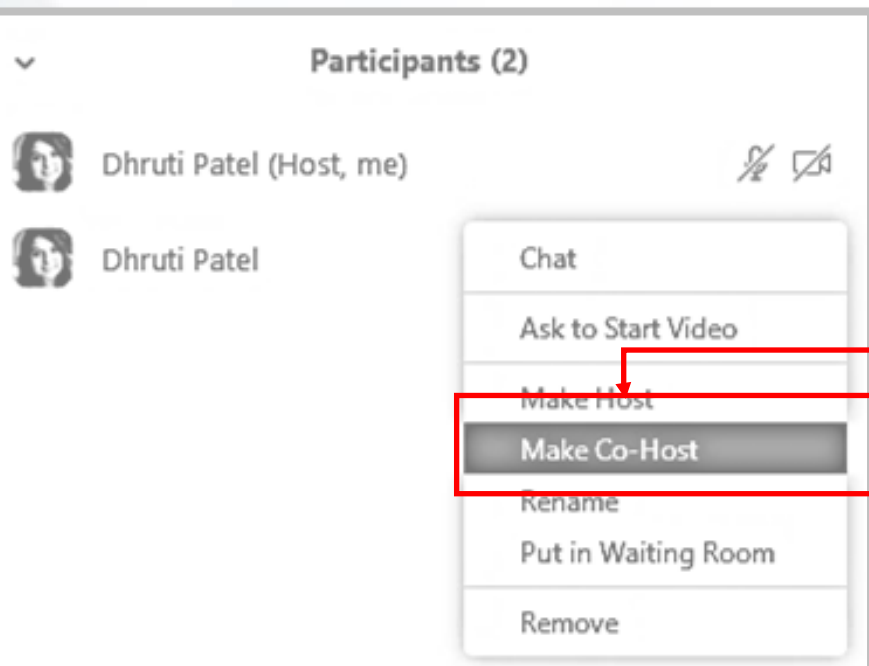 Participants (2)
Dhruti Patel (Host, me)
Dhruti Patel
Chat
Ask to Start Video
Make Host
Make Co-Host
Rename
Put in Waiting Room
Remove